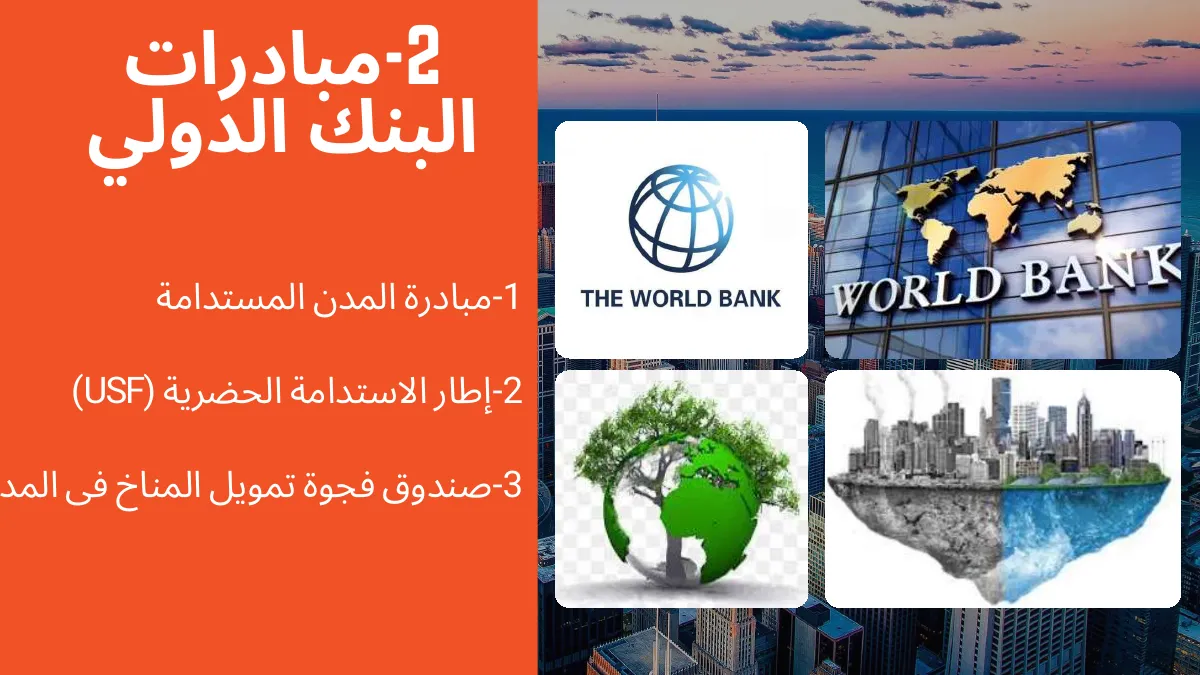 2-مبادرات
البنك الدولي
1-مبادرة المدن المستدامة
2-إطار الاستدامة الحضرية (USF)
3-صندوق فجوة تمويل المناخ فى المد
THE WORLD BANK
WORLD BANK